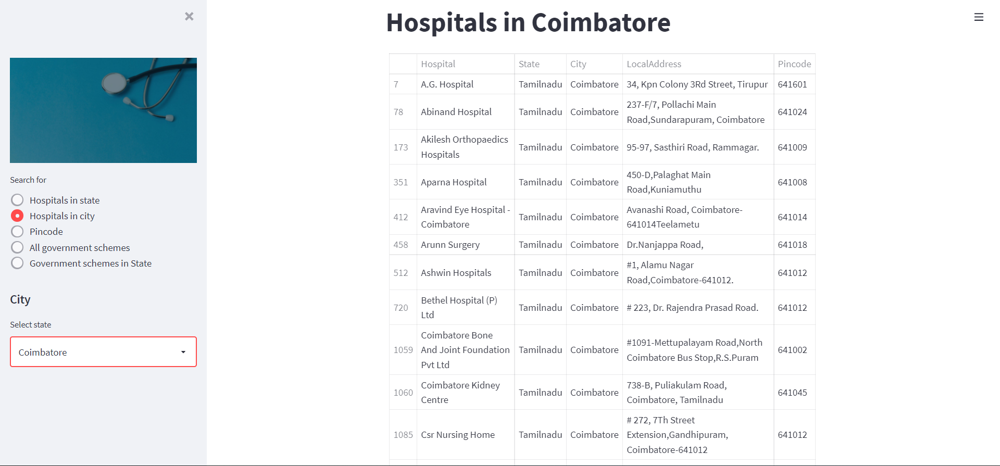 ×
Search for
Hospitals in state
Hospitals in city
Pincode
All government schemes
Government schemes in State
City
Select state
Coimbatore
Hospitals in Coimbatore
Hospital State City LocalAddress Pincode
7 A.G. Hospital Tamilnadu Coimbatore 34, Kpn Colony 3Rd Street, Tirupur 641601
78 Abinand Hospital Tamilnadu Coimbatore 237-F/7, Pollachi Main
Road,Sundarapuram, Coimbatore 641024
173 Akilesh Orthopaedics
Hospitals Tamilnadu Coimbatore 95-97, Sasthiri Road, Rammagar. 641009
351 Aparna Hospital Tamilnadu Coimbatore 450-D,Palaghat Main
Road,Kuniamuthu 641008
412 Aravind Eye Hospital -
Coimbatore Tamilnadu Coimbatore Avanashi Road, Coimbatore-
641014Teelametu 641014
458 Arunn Surgery Tamilnadu Coimbatore Dr.Nanjappa Road, 641018
512 Ashwin Hospitals Tamilnadu Coimbatore #1, Alamu Nagar
Road,Coimbatore-641012. 641012
720 Bethel Hospital (P)
Ltd Tamilnadu Coimbatore # 223, Dr. Rajendra Prasad Road. 641012
1059 Coimbatore Bone
And Joint Foundation
Pvt Ltd Tamilnadu Coimbatore #1091-Mettupalayam Road,North
Coimbatore Bus Stop,R.S.Puram 641002
1060 Coimbatore Kidney
Centre Tamilnadu Coimbatore 738-B, Puliakulam Road,
Coimbatore, Tamilnadu 641045
1085 Csr Nursing Home Tamilnadu Coimbatore # 272, 7Th Street
Extension,Gandhipuram,
Coimbatore-641012 641012